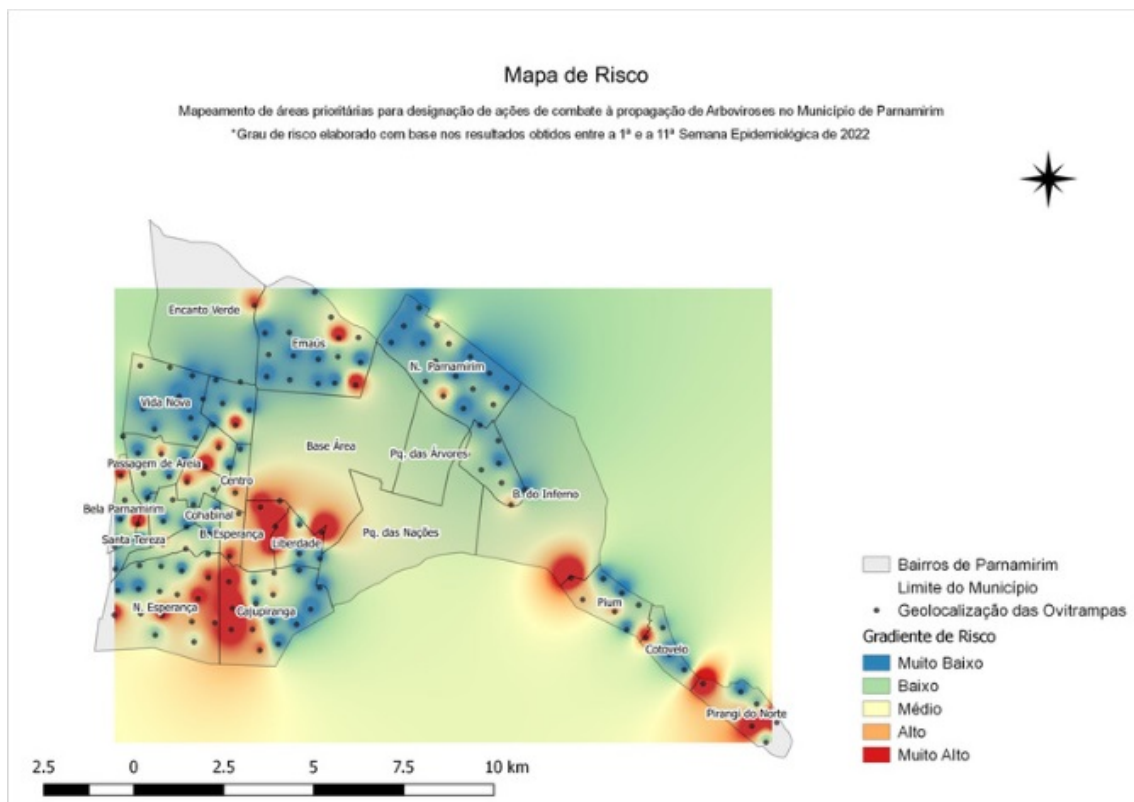 Mapa de Risco
Mapeamento de áreas prioritárias para designação de ações de combate à propagação de Arboviroses no Município de Parnamirim
*Grau de risco elaborado com base nos resultados obtidos entre a 1ª e a 11ª Semana Epidemiológica de 2022
Encanto Verde
Emaús
N. Parnamirim
Vida Nova
Base Área
Pq. das Árvores
Passagem de Areia
Centro
B. do Inferno
Bela Parnamirim
Cohabinal
Santa Tereza
B. Esperança
Liberdade
Pq. das Nações
N. Esperança
Cajupiranga
Pium
Cotovelo
Pirangi do Norte
Bairros de Parnamirim
Limite do Município
Geolocalização das Ovitrampas
Gradiente de Risco
Muito Baixo
Baixo
Médio
Alto
Muito Alto
2.5 0 2.5 5 7.5 10 km